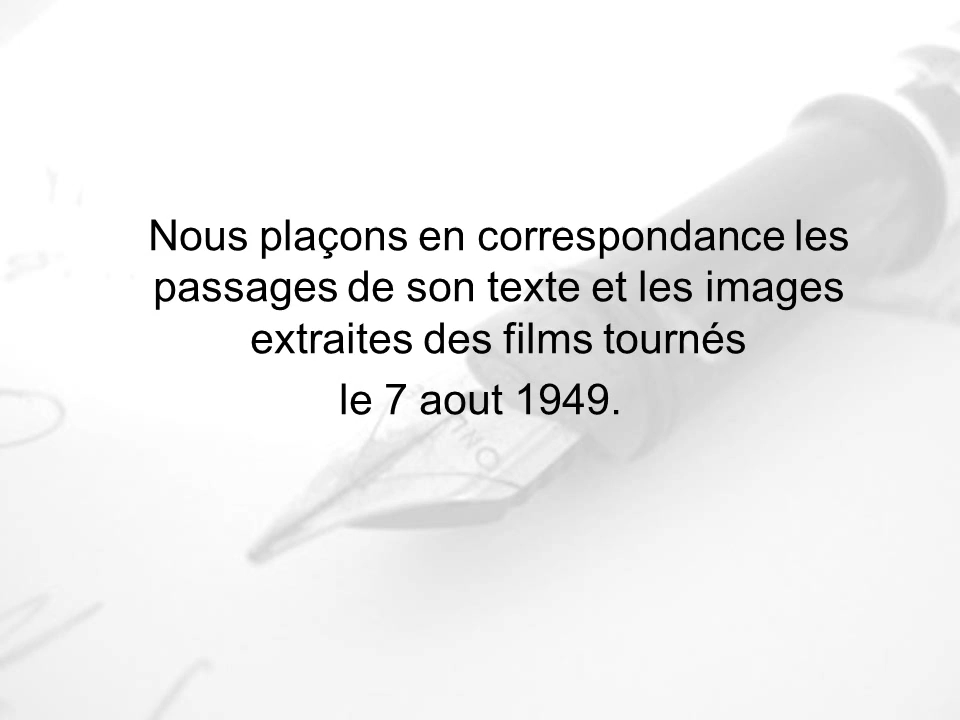 Nous plaçons en correspondance les
passages de son texte et les images
extraites des films tournés
le 7 aout 1949.